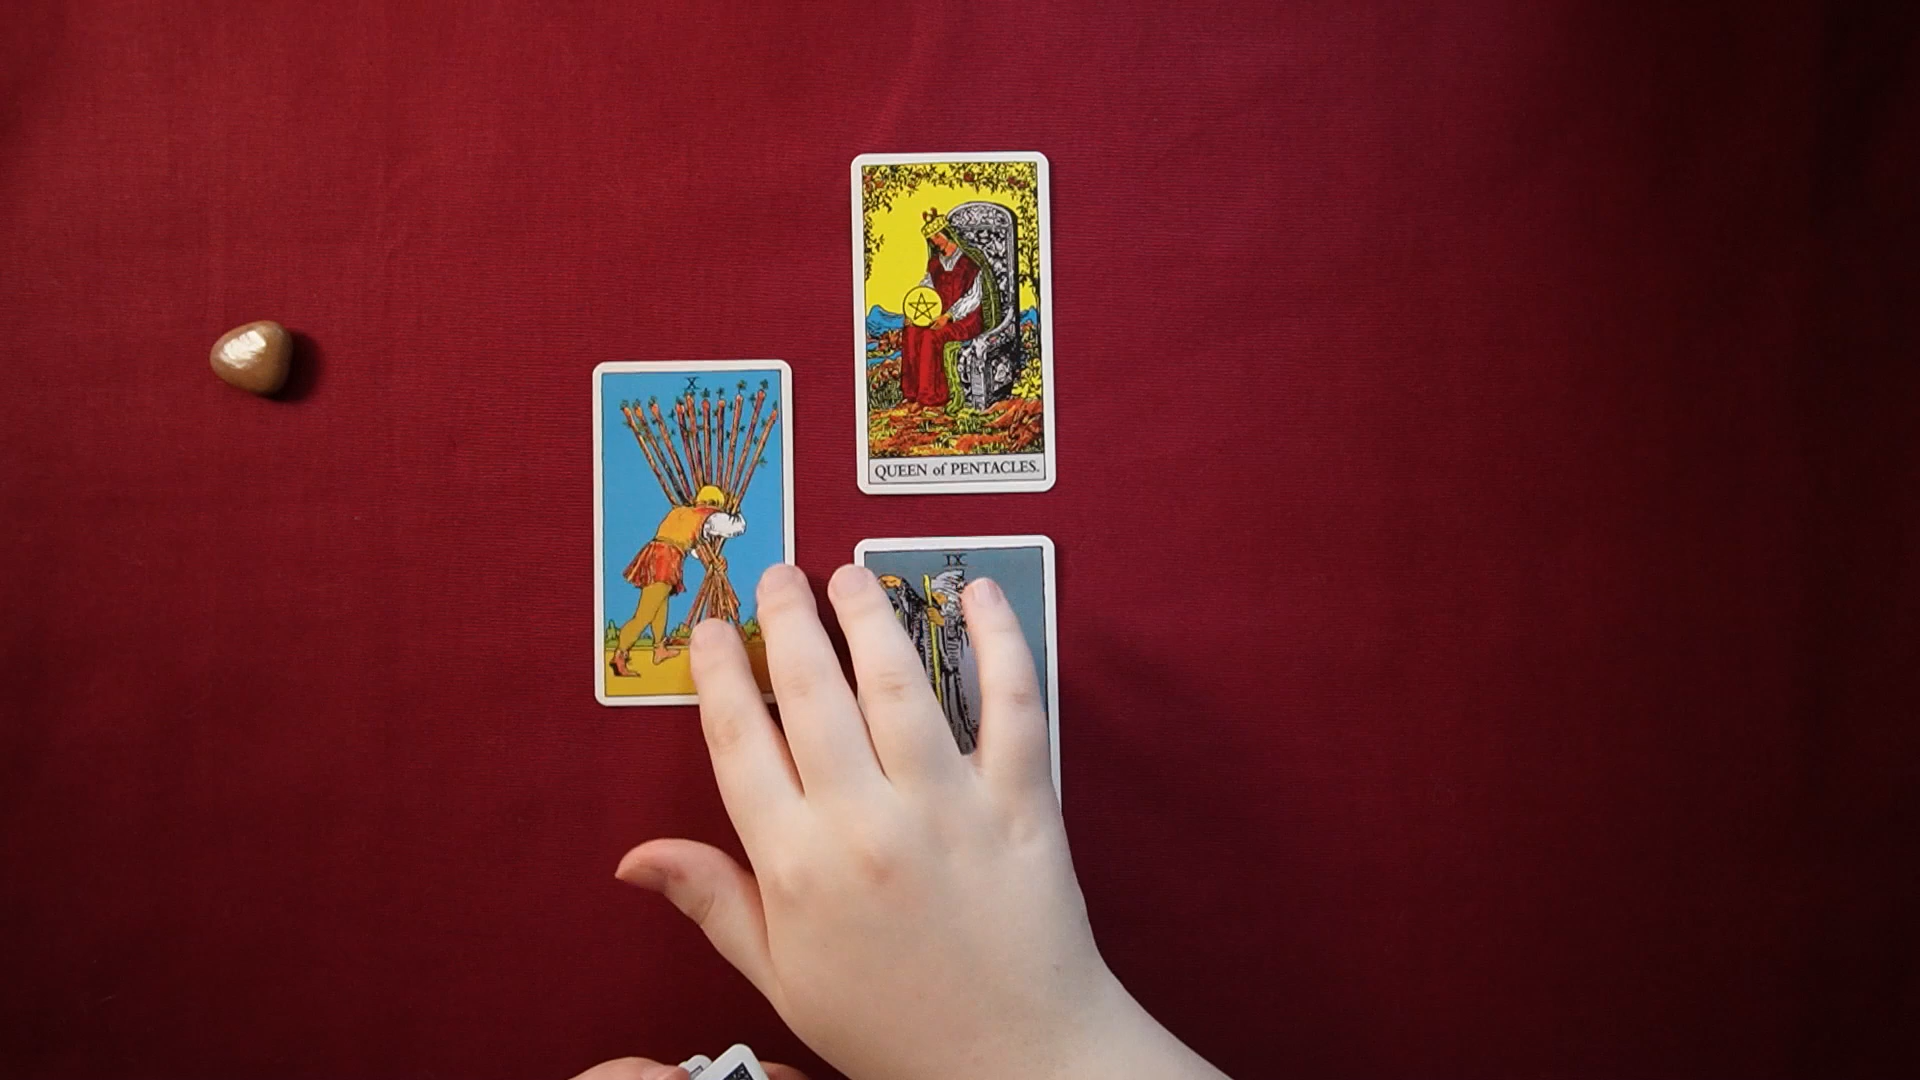 X
QUEEN of PENTACLES.
IX